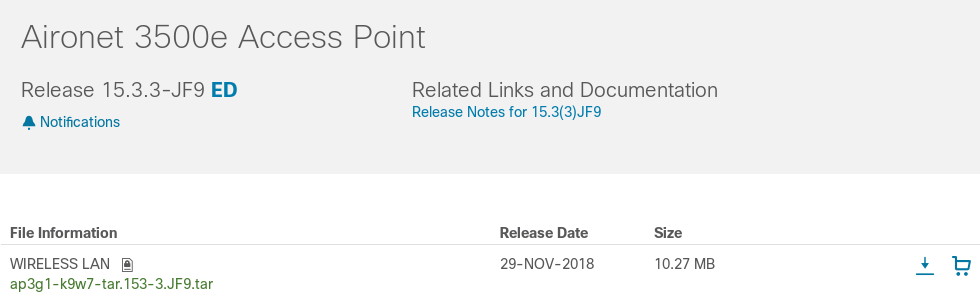 Aironet 3500e Access Point
Release 15.3.3-JF9 ED
Notifications
Related Links and Documentation
Release Notes for 15.3(3)JF9
File Information Release Date Size
WIRELESS LAN 29-NOV-2018 10.27 MB
ap3g1-k9w7-tar.153-3.JF9.tar